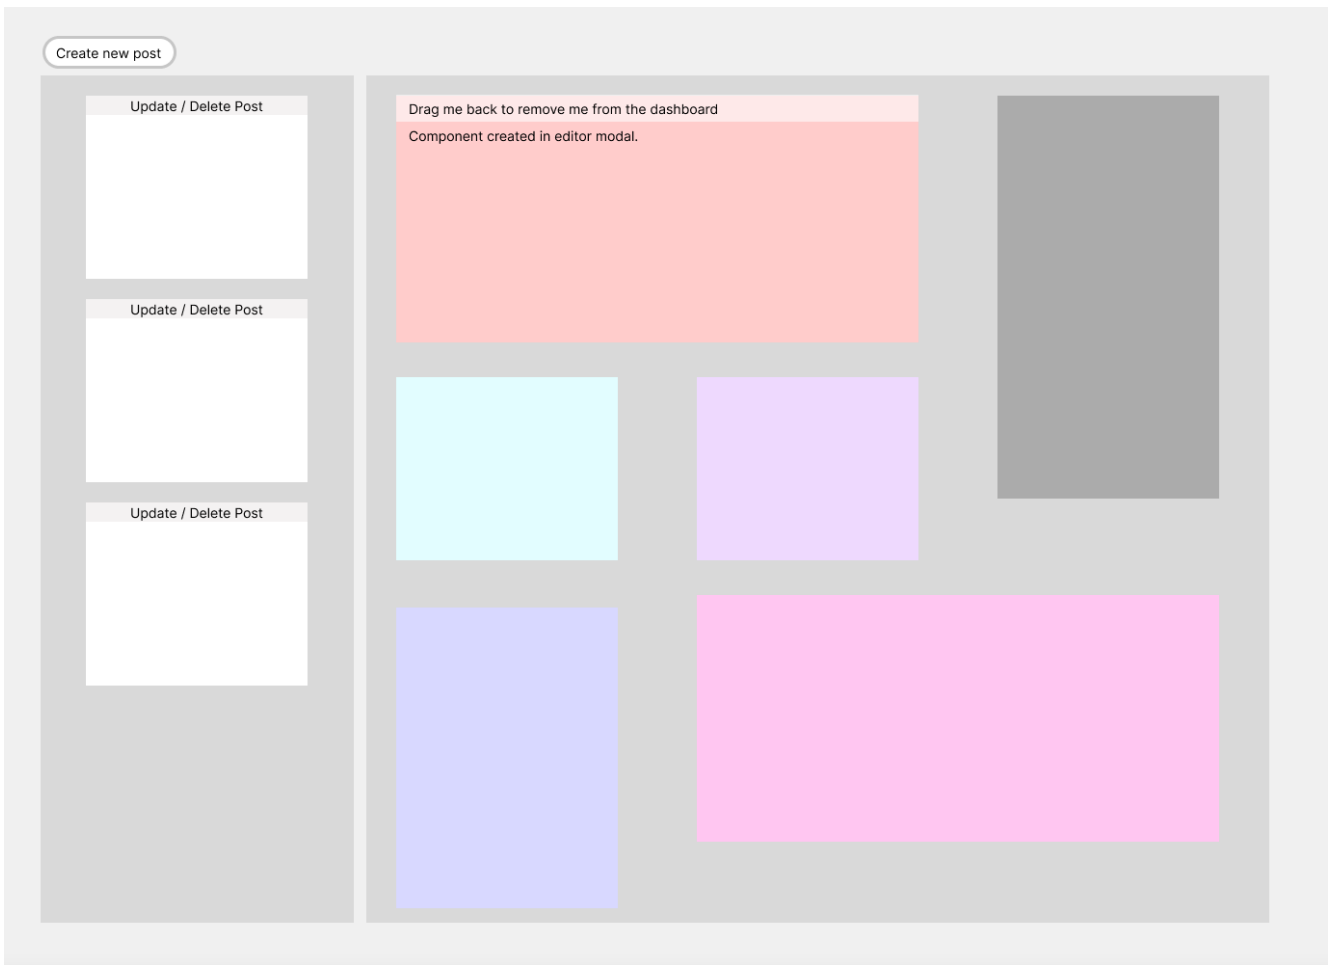 Create new post
Update / Delete Post
Update / Delete Post
Update / Delete Post
Drag me back to remove me from the dashboard
Component created in editor modal.